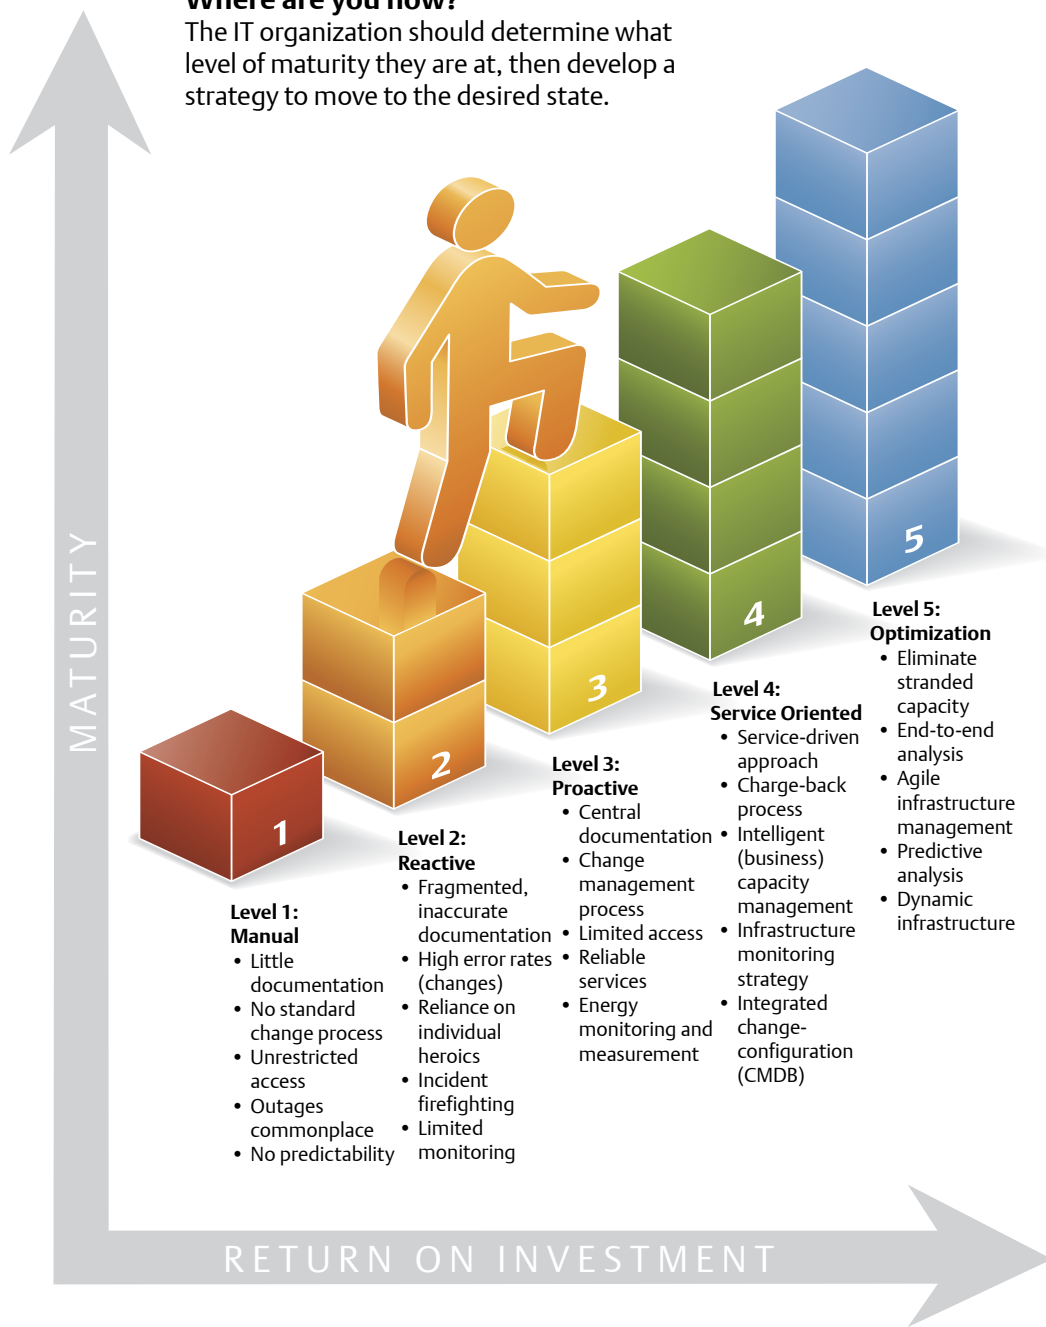 Where are you now?
The IT organization should determine what
level of maturity they are at, then develop a
strategy to move to the desired state.
MATURITY
1
2
3
4
5
Level 1:
Manual
• Little
documentation
• No standard
change process
• Unrestricted
access
• Outages
commonplace
• No predictability
Level 2:
Reactive
• Fragmented,
inaccurate
documentation
• High error rates
(changes)
• Reliance on
individual
heroics
• Incident
firefighting
• Limited
monitoring
Level 3:
Proactive
• Central
documentation
• Change
management
process
• Limited access
• Reliable
services
• Energy
monitoring and
measurement
Level 4:
Service Oriented
• Service-driven
approach
• Charge-back
process
• Intelligent
(business)
capacity
management
• Infrastructure
monitoring
strategy
• Integrated
change-
configuration
(CMDB)
Level 5:
Optimization
• Eliminate
stranded
capacity
• End-to-end
analysis
• Agile
infrastructure
management
• Predictive
analysis
• Dynamic
infrastructure
RETURN ON INVESTMENT